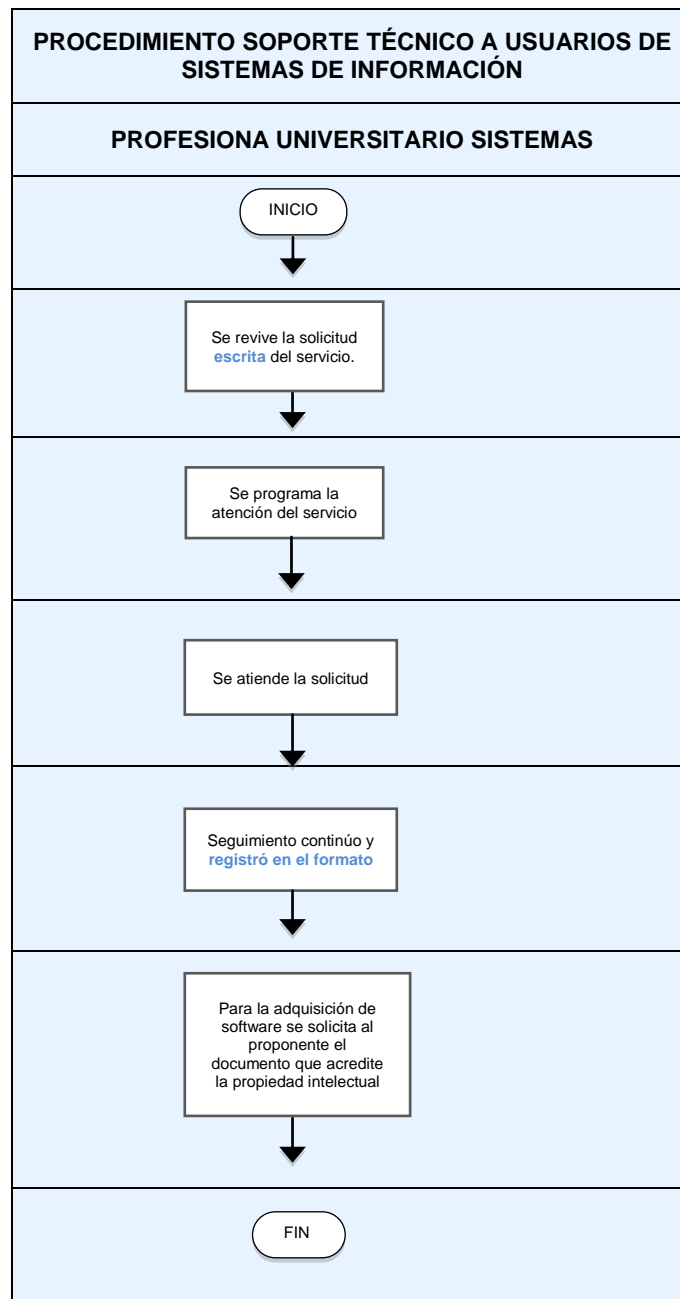 PROCEDIMIENTO SOPORTE TÉCNICO A USUARIOS DE
SISTEMAS DE INFORMACIÓN
PROFESIONA UNIVERSITARIO SISTEMAS
INICIO
Se revive la solicitud
escrita del servicio.
Se programa la
atención del servicio
Se atiende la solicitud
Seguimiento continúo y
registró en el formato
Para la adquisición de
software se solicita al
proponente el
documento que acredite
la propiedad intelectual
FIN